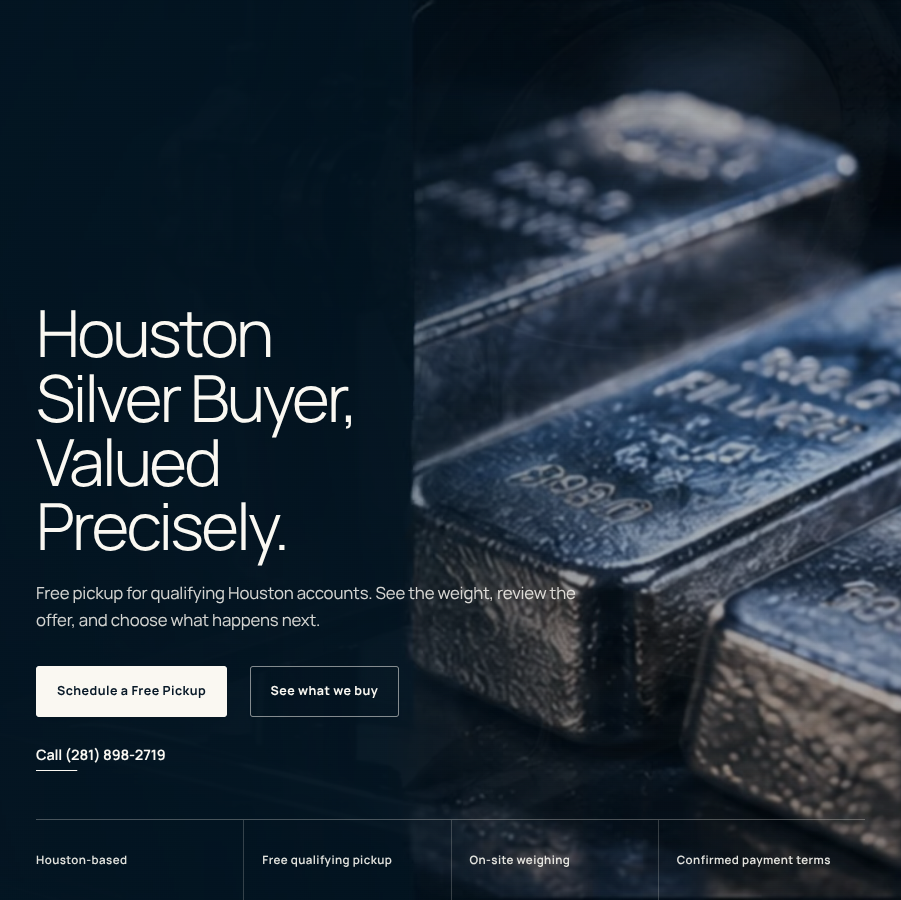 Houston
Silver Buyer,
Valued
Precisely.
Free pickup for qualifying Houston accounts. See the weight, review the
offer, and choose what happens next.
Schedule a Free Pickup
See what we buy
Call (281) 898-2719
Houston-based
Free qualifying pickup
On-site weighing
Confirmed payment terms